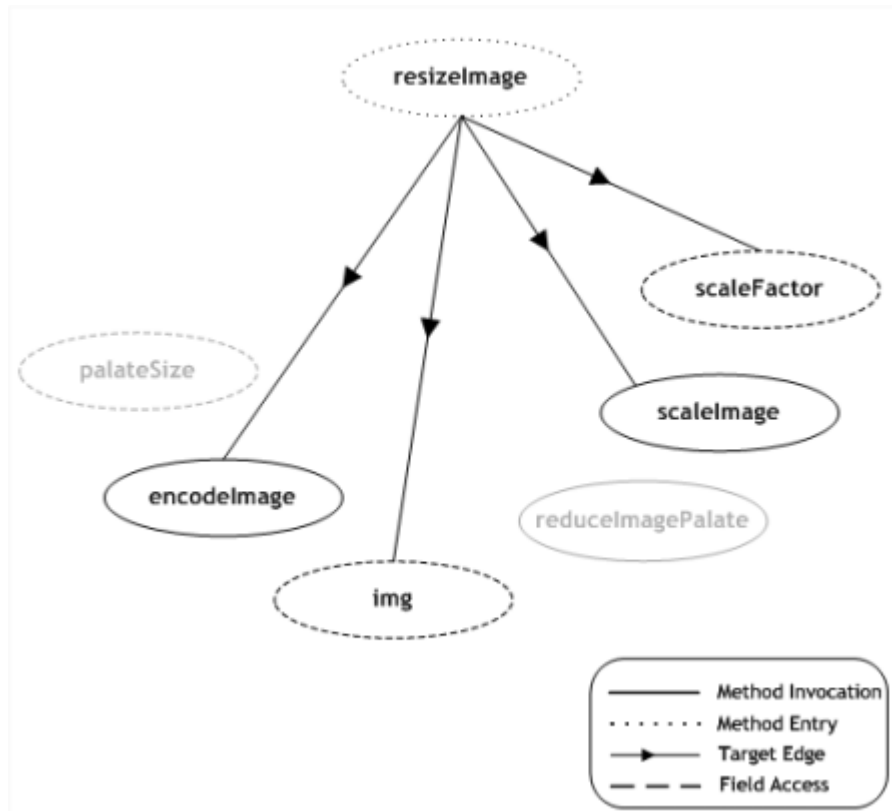 resizeImage
scaleFactor
palateSize
scaleImage
encodeImage
reduceImagePalate
img
Method Invocation
Method Entry
Target Edge
Field Access